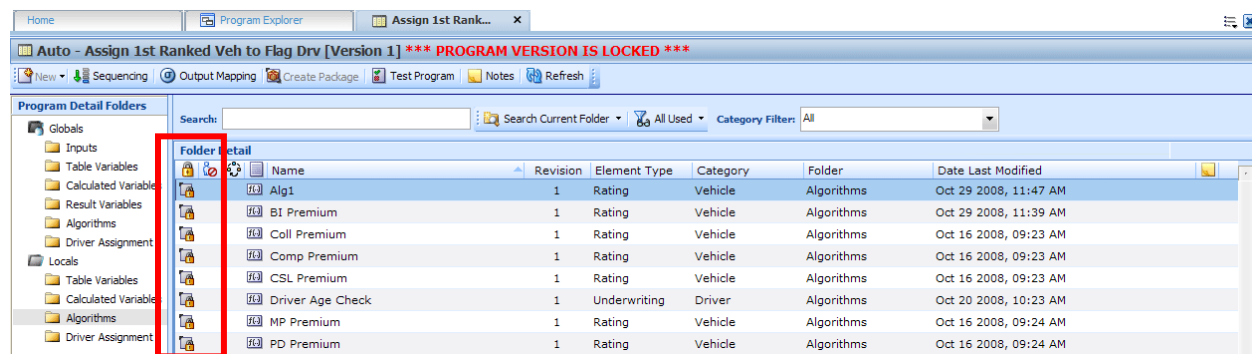 Home
Program Explorer
Assign 1st Rank... x
Auto - Assign 1st Ranked Veh to Flag Drv [Version 1] *** PROGRAM VERSION IS LOCKED ***
New Sequencing Output Mapping Create Package Test Program Notes Refresh
Program Detail Folders
Globals
Inputs
Table Variables
Calculated Variables
Result Variables
Algorithms
Driver Assignment
Locals
Table Variables
Calculated Variable
Algorithms
Driver Assignment
Search: Search Current Folder All Used Category Filter: All
Folder Detail
Name Revision Element Type Category Folder Date Last Modified
Alg1 1 Rating Vehicle Algorithms Oct 29 2008, 11:47 AM
BI Premium 1 Rating Vehicle Algorithms Oct 29 2008, 11:39 AM
Coll Premium 1 Rating Vehicle Algorithms Oct 16 2008, 09:23 AM
Comp Premium 1 Rating Vehicle Algorithms Oct 16 2008, 09:23 AM
CSL Premium 1 Rating Vehicle Algorithms Oct 16 2008, 09:23 AM
Driver Age Check 1 Underwriting Driver Algorithms Oct 20 2008, 10:23 AM
MP Premium 1 Rating Vehicle Algorithms Oct 16 2008, 09:24 AM
PD Premium 1 Rating Vehicle Algorithms Oct 16 2008, 09:24 AM